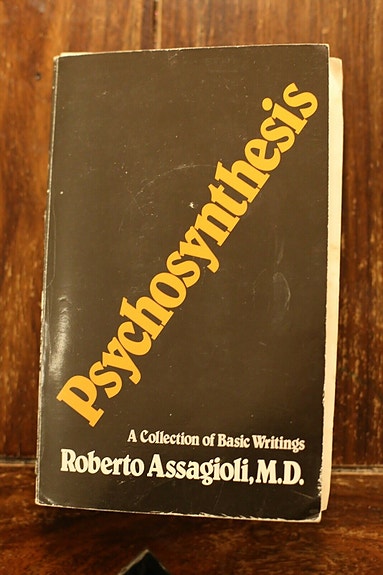 Psychosynthesis
A Collection of Basic Writings
Roberto Assagioli, M.D.